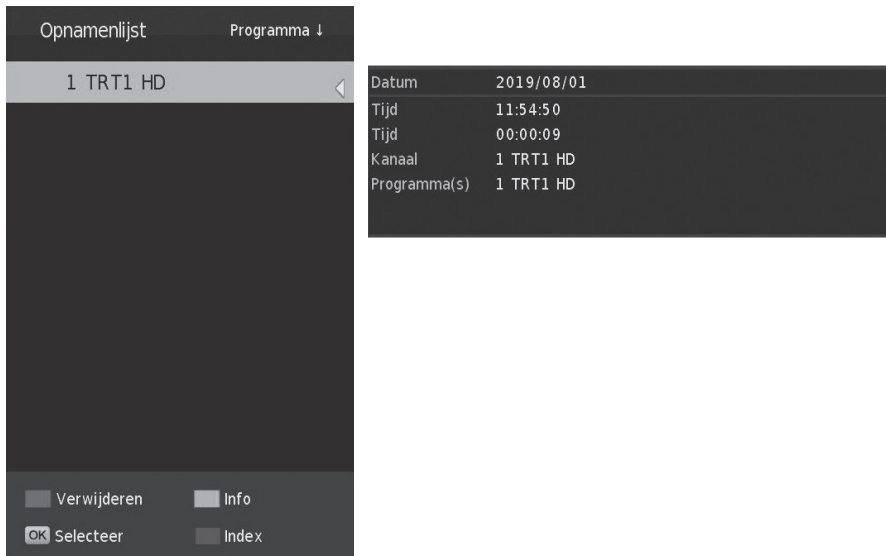 Opnamenlijst Programma ↓
1 TRT1 HD
Verwijderen Info
OK Selecteer Index
Datum 2019/08/01
Tijd 11:54:50
Tijd 00:00:09
Kanaal 1 TRT1 HD
Programma(s) 1 TRT1 HD